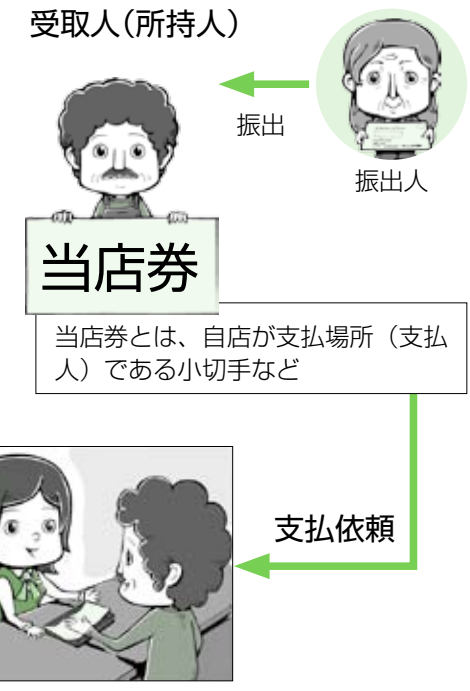 受取人（所持人）
振出
振出人
当店券
当店券とは、自店が支払場所（支払
人）である小切手など
支払依頼